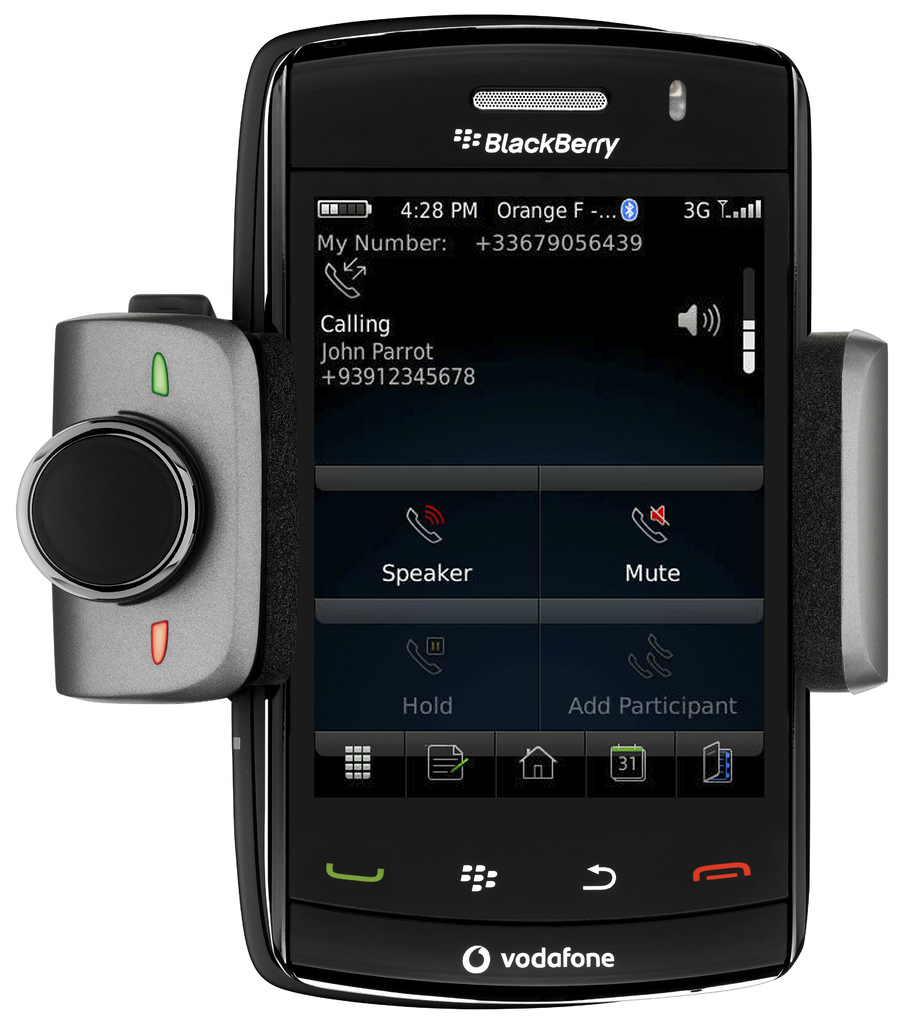 BlackBerry
4:28 PM Orange F -... 3G
My Number: +33679056439
Calling
John Parrot
+93912345678
Speaker Mute
Hold Add Participant
31
vodafone